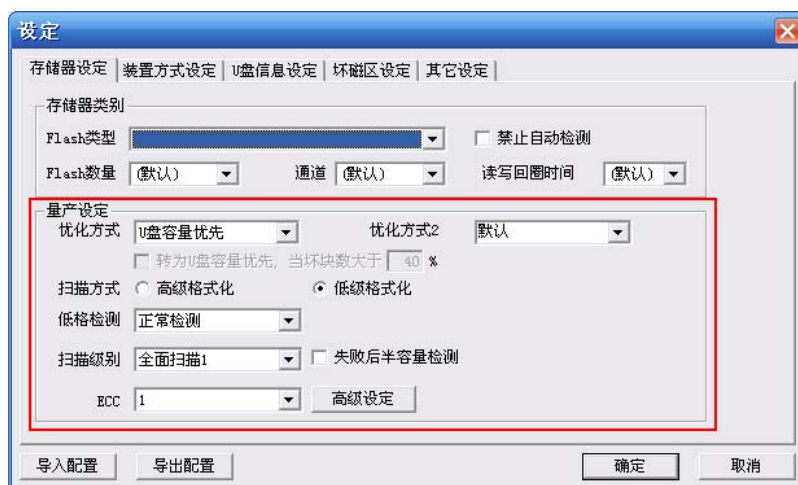 设定
存储器设定 装置方式设定 U盘信息设定 坏磁区设定 其它设定
存储器类别
Flash类型 禁止自动检测
Flash数量 (默认) 通道 (默认) 读写回圈时间 (默认)
量产设定
优化方式 U盘容量优先 优化方式2 默认
转为U盘容量优先, 当坏块数大于 40 %
扫描方式 高级格式化 低级格式化
低格检测 正常检测
扫描级别 全面扫描1 失败后半容量检测
ECC 1 高级设定
导入配置 导出配置 确定 取消